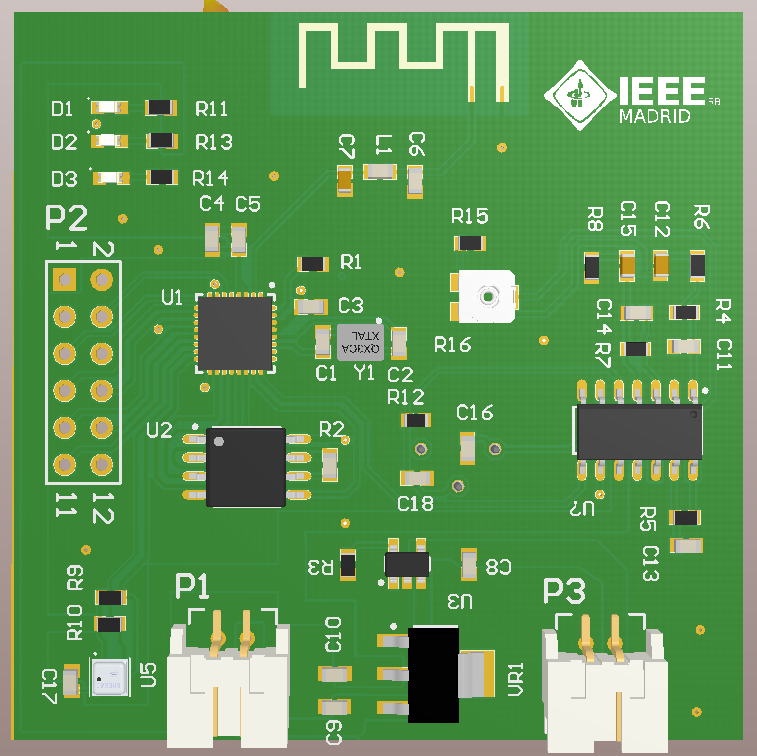 IEEE SB
MADRID
D1 R11
D2 R13
D3 R14
C7 L1 C6
P2
1 2
C4 C5
R15
R8 C15 C12 R6
R1
U1
C3
C14 R4
R7 C11
QX3CA
XTAL
C1 Y1 C2
R16
R12
U2
R2
C16
C18
11 12
U?
R5
C13
R9
R10
P1
R3
C8
U3
P3
C17
U5
C10
C9
VR1